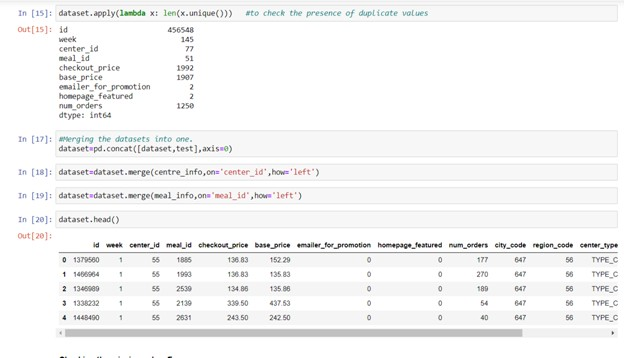 In [15]: dataset.apply(lambda x: len(x.unique())) #to check the presence of duplicate values
Out[15]: id 456548
week 145
center_id 77
meal_id 51
checkout_price 1992
base_price 1907
emailer_for_promotion 2
homepage_featured 2
num_orders 1250
dtype: int64
In [17]: #Merging the datasets into one.
dataset=pd.concat([dataset,test],axis=0)
In [18]: dataset=dataset.merge(centre_info,on='center_id',how='left')
In [19]: dataset=dataset.merge(meal_info,on='meal_id',how='left')
In [20]: dataset.head()
Out[20]:
id week center_id meal_id checkout_price base_price emailer_for_promotion homepage_featured num_orders city_code region_code center_type
0 1379560 1 55 1885 136.83 152.29 0 0 177 647 56 TYPE_C
1 1466964 1 55 1993 136.83 135.83 0 0 270 647 56 TYPE_C
2 1346989 1 55 2539 134.86 135.86 0 0 189 647 56 TYPE_C
3 1338232 1 55 2139 339.50 437.53 0 0 54 647 56 TYPE_C
4 1448490 1 55 2631 243.50 242.50 0 0 40 647 56 TYPE_C